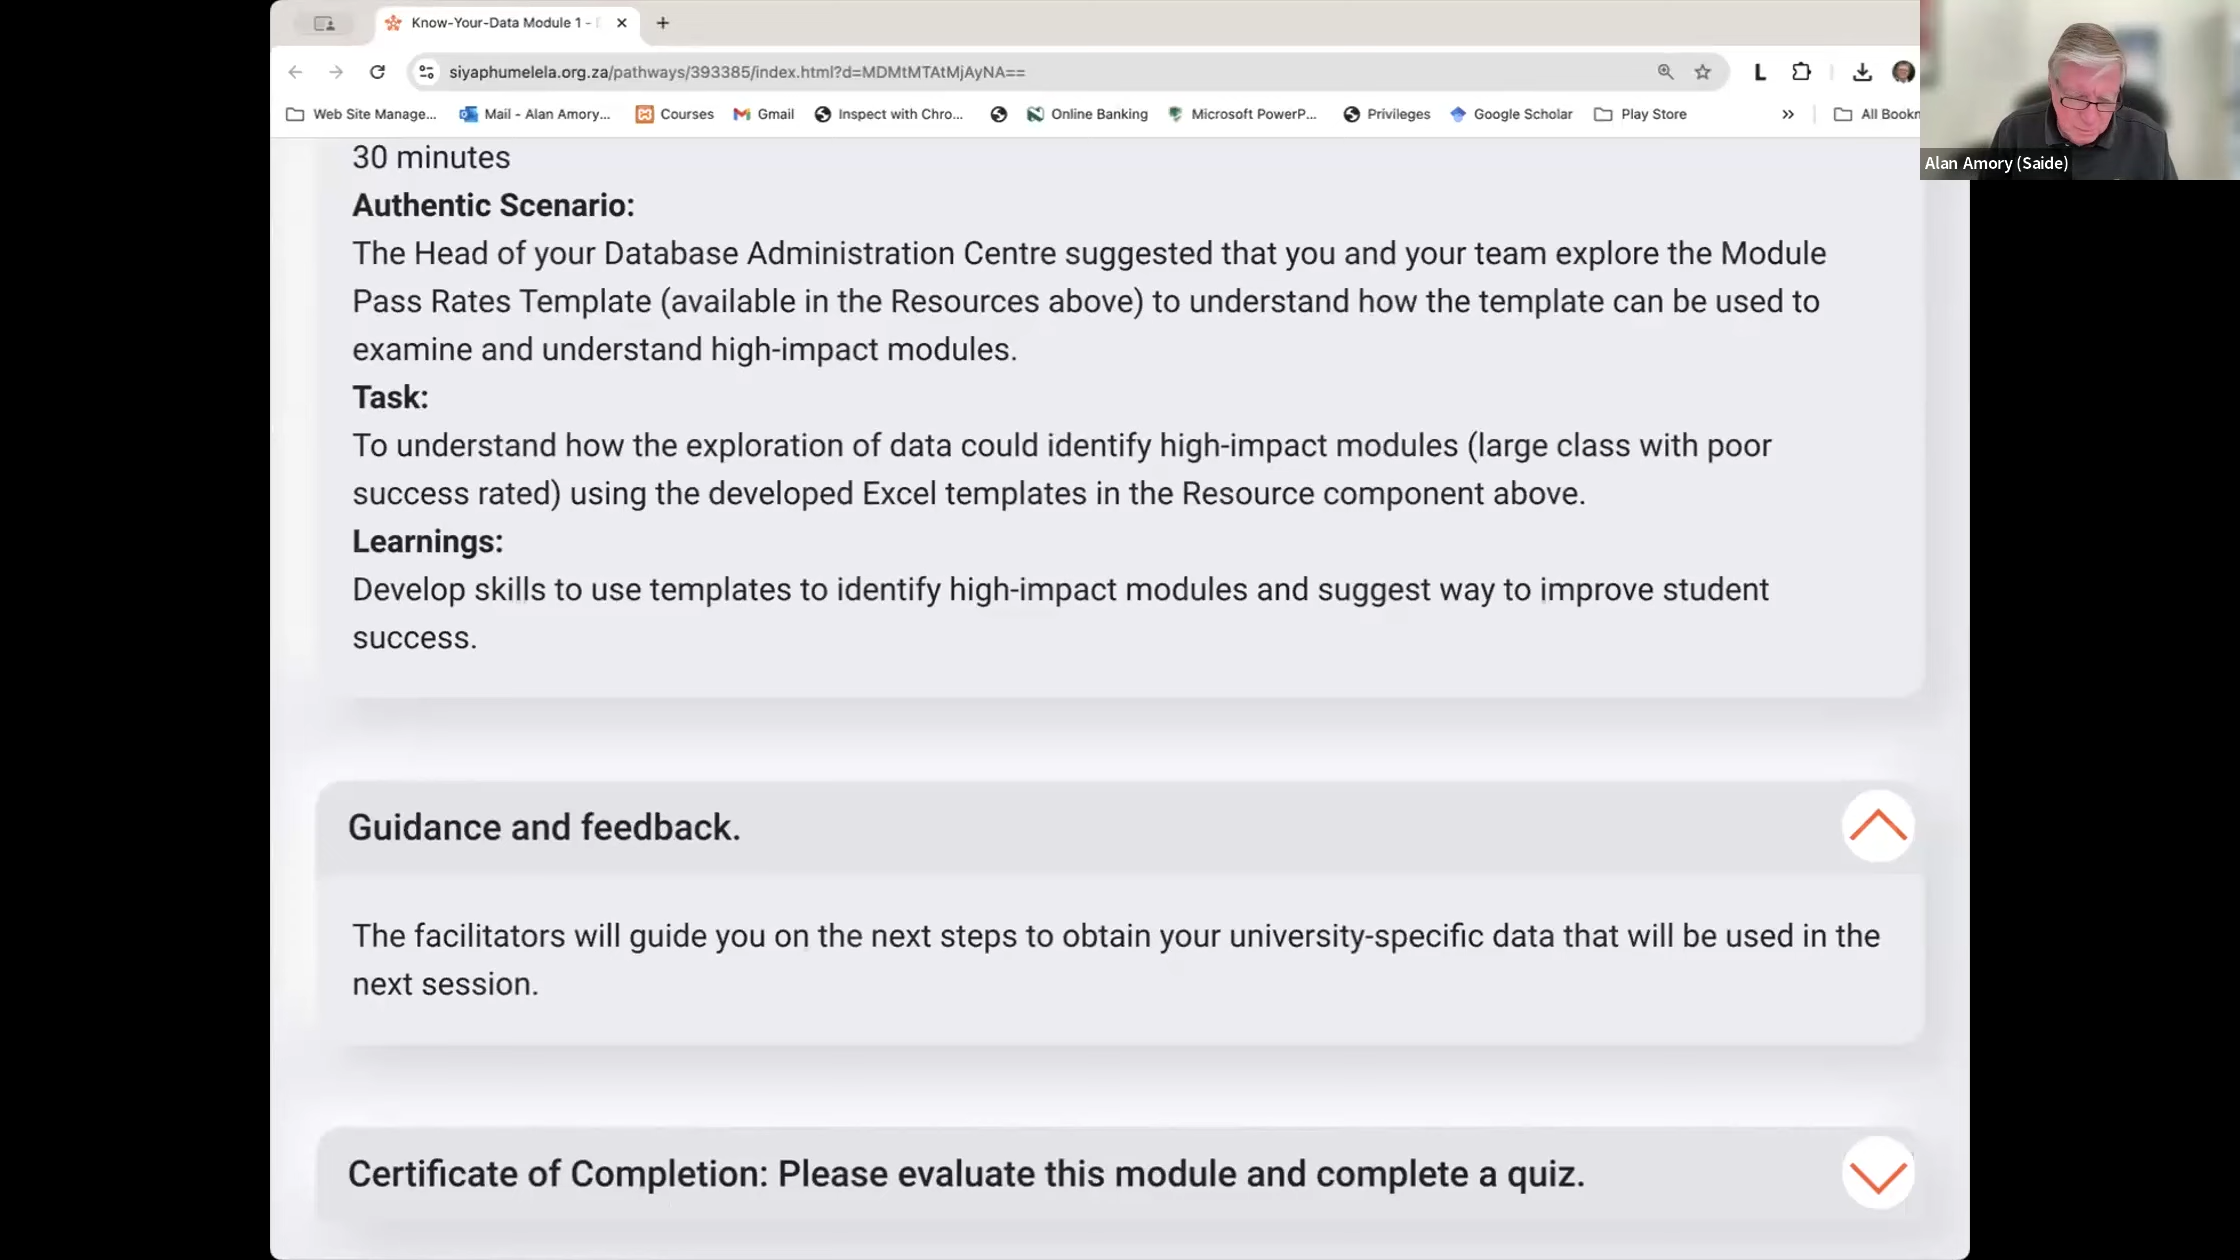 Know-Your-Data Module 1 -
siyaphumelela.org.za/pathways/393385/index.html?d=MDMtMTAtMjAyNA==
Web Site Manage... Mail - Alan Amory... Courses Gmail Inspect with Chro... Online Banking Microsoft PowerP... Privileges Google Scholar Play Store » All Bookn
Alan Amory (Saide)
30 minutes
Authentic Scenario:
The Head of your Database Administration Centre suggested that you and your team explore the Module
Pass Rates Template (available in the Resources above) to understand how the template can be used to
examine and understand high-impact modules.
Task:
To understand how the exploration of data could identify high-impact modules (large class with poor
success rated) using the developed Excel templates in the Resource component above.
Learnings:
Develop skills to use templates to identify high-impact modules and suggest way to improve student
success.
Guidance and feedback.
The facilitators will guide you on the next steps to obtain your university-specific data that will be used in the
next session.
Certificate of Completion: Please evaluate this module and complete a quiz.